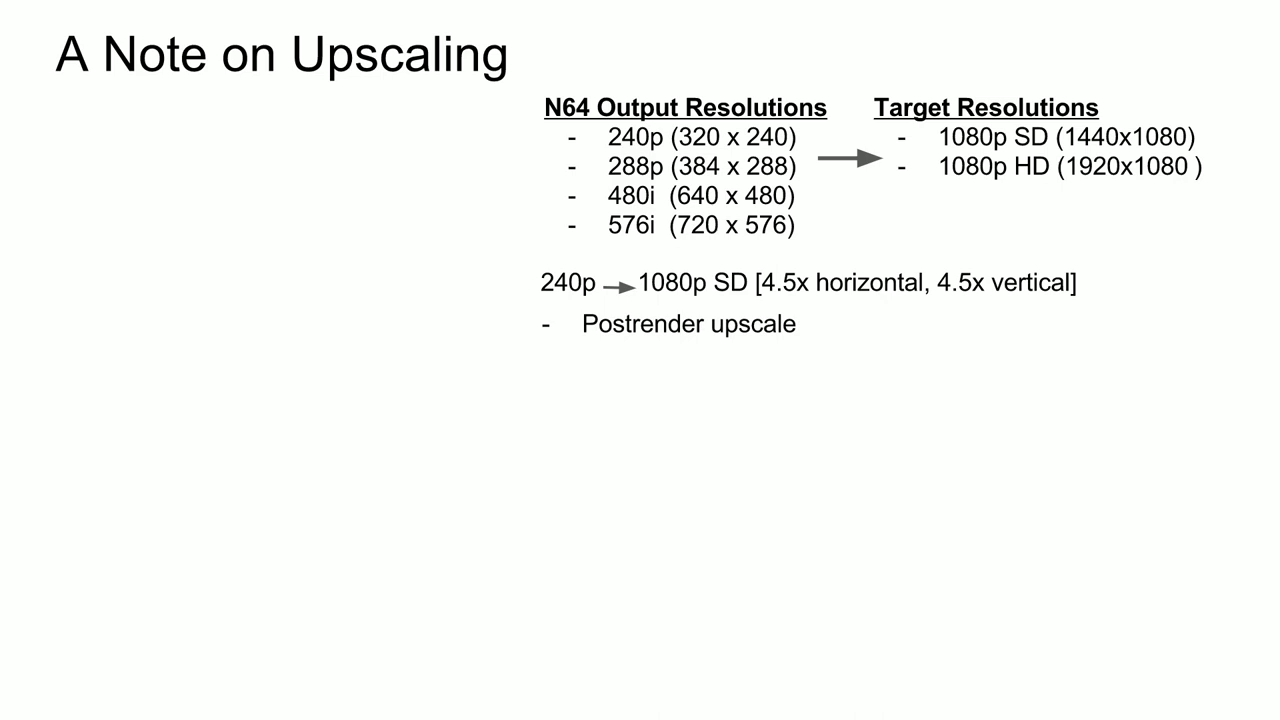 A Note on Upscaling
N64 Output Resolutions
- 240p (320 x 240)
- 288p (384 x 288)
- 480i (640 x 480)
- 576i (720 x 576)
Target Resolutions
- 1080p SD (1440x1080)
- 1080p HD (1920x1080 )
240p → 1080p SD [4.5x horizontal, 4.5x vertical]
- Postrender upscale